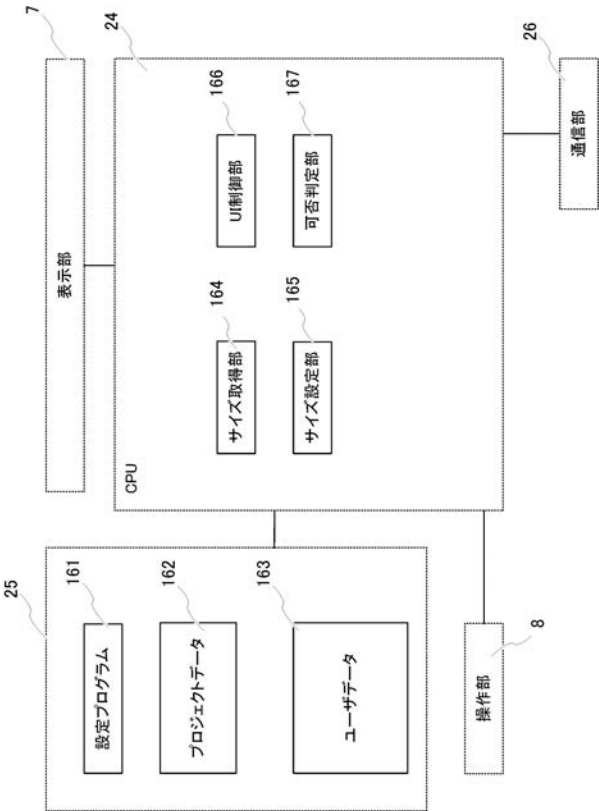 7
表示部
25
24
CPU
161
設定プログラム
162
プロジェクトデータ
163
ユーザデータ
164
サイズ取得部
166
UI制御部
165
サイズ設定部
167
可否判定部
8
操作部
26
通信部